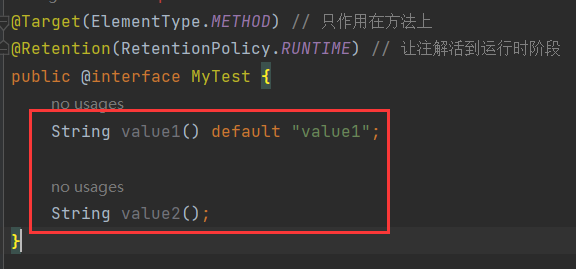 @Target(ElementType.METHOD) // 只作用在方法上
@Retention(RetentionPolicy.RUNTIME) // 让注解活到运行时阶段
public @interface MyTest {
no usages
String value1() default "value1";
no usages
String value2();
}